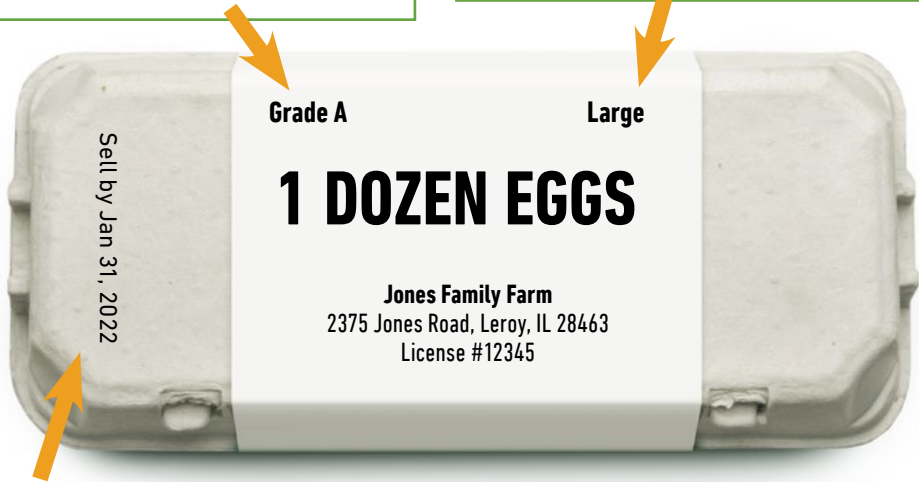 Grade A
Large
1 DOZEN EGGS
Jones Family Farm
2375 Jones Road, Leroy, IL 28463
License #12345
Sell by Jan 31, 2022